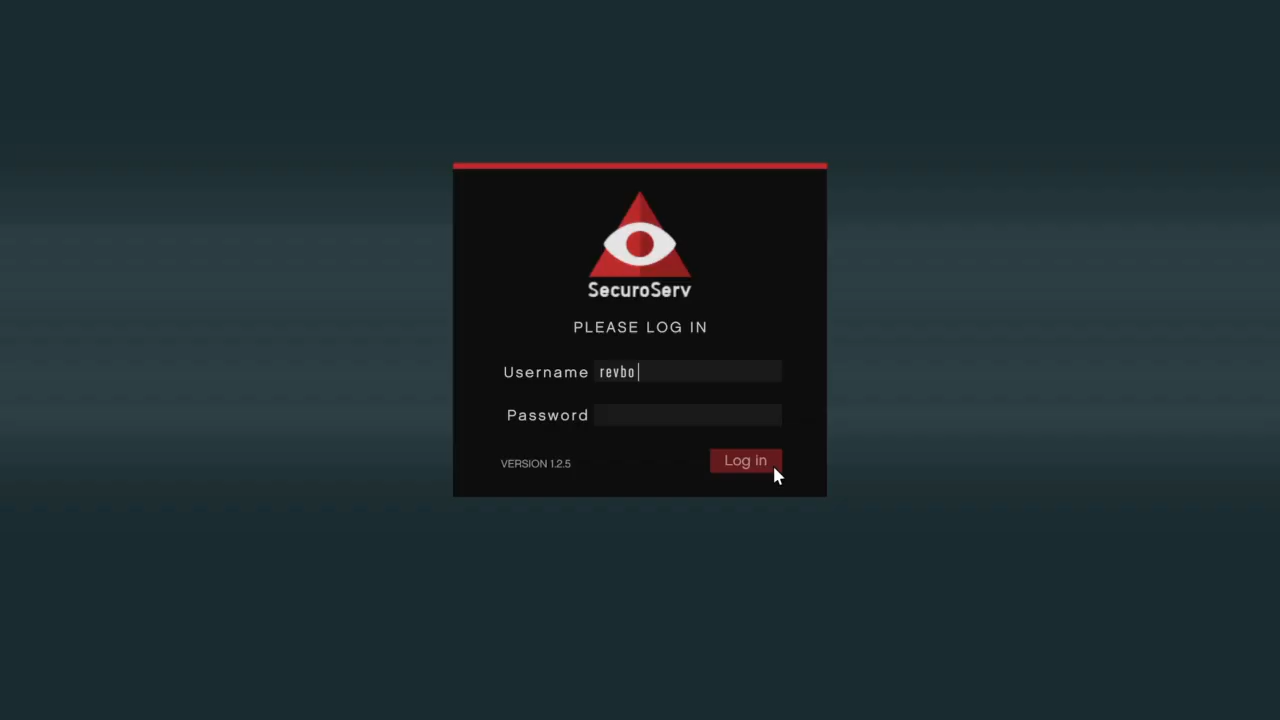 SecuroServ
PLEASE LOG IN
Username revbo
Password
VERSION 1.2.5
Log in